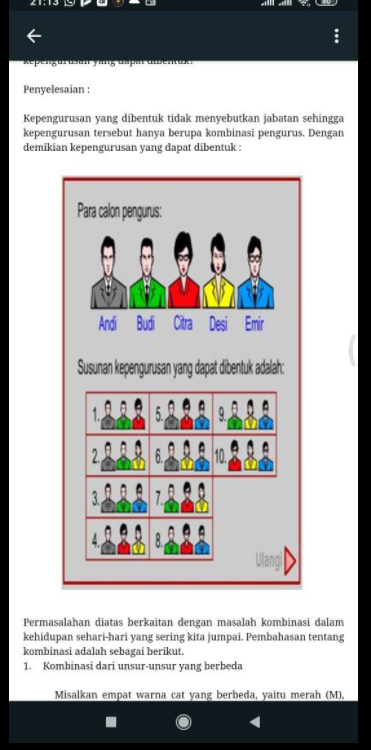 21:13
80
kepengurusan yang dapat dibentuk!
Penyelesaian :
Kepengurusan yang dibentuk tidak menyebutkan jabatan sehingga
kepengurusan tersebut hanya berupa kombinasi pengurus. Dengan
demikian kepengurusan yang dapat dibentuk :
Para calon pengurus:
Andi Budi Citra Desi Emir
Susunan kepengurusan yang dapat dibentuk adalah:
1. 5. 9.
2. 6. 10.
3. 7.
4. 8.
Ulangi
Permasalahan diatas berkaitan dengan masalah kombinasi dalam
kehidupan sehari-hari yang sering kita jumpai. Pembahasan tentang
kombinasi adalah sebagai berikut.
1. Kombinasi dari unsur-unsur yang berbeda
Misalkan empat warna cat yang berbeda, yaitu merah (M),